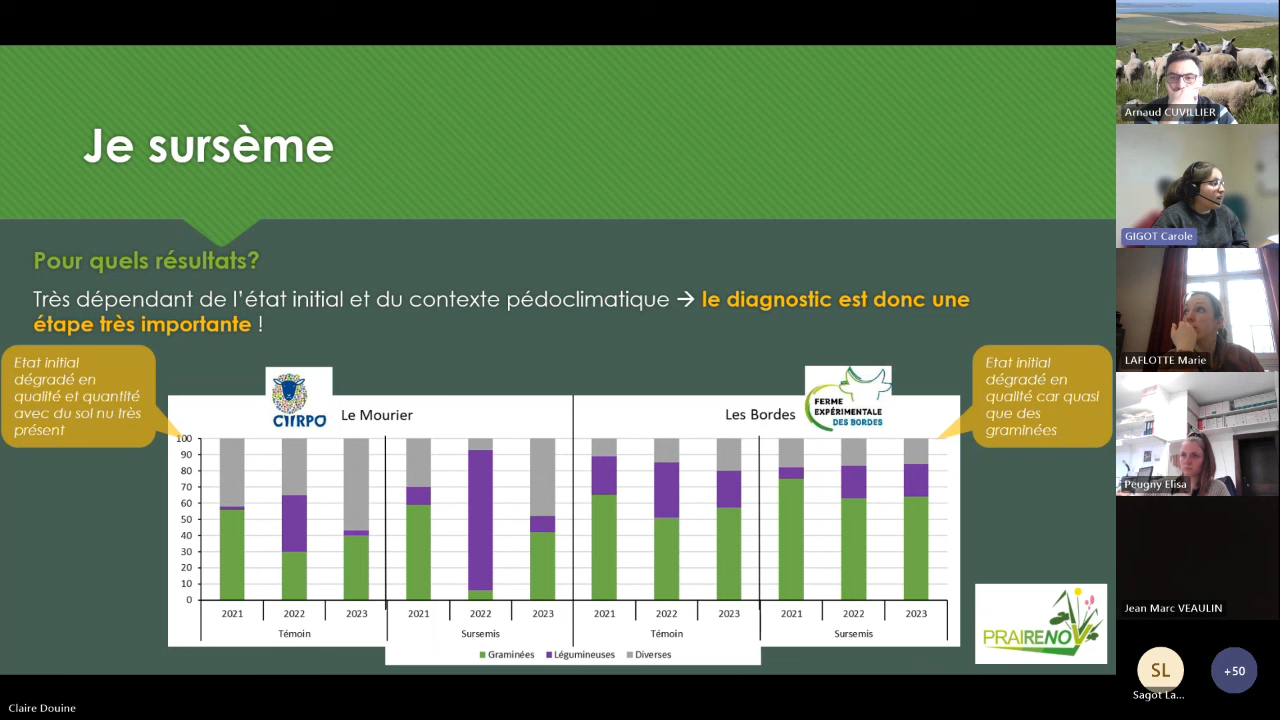 Je sursème
Pour quels résultats?
Très dépendant de l'état initial et du contexte pédoclimatique → le diagnostic est donc une
étape très importante !
Etat initial
dégradé en
qualité et quantité
avec du sol nu très
présent
Etat initial
dégradé en
qualité car quasi
que des
graminées
CIIRPO
Le Mourier
Les Bordes
FERME
EXPÉRIMENTALE
DES BORDES
100
90
80
70
60
50
40
30
20
10
0
2021 2022 2023 2021 2022 2023 2021 2022 2023 2021 2022 2023
Témoin Sursemis Témoin Sursemis
Graminées Légumineuses Diverses
PRAIRENOV
Arnaud CUVILLIER
GIGOT Carole
LAFLOTTE Marie
Peugny Elisa
Jean Marc VEAULIN
SL
Sagot La...
+50
Claire Douine